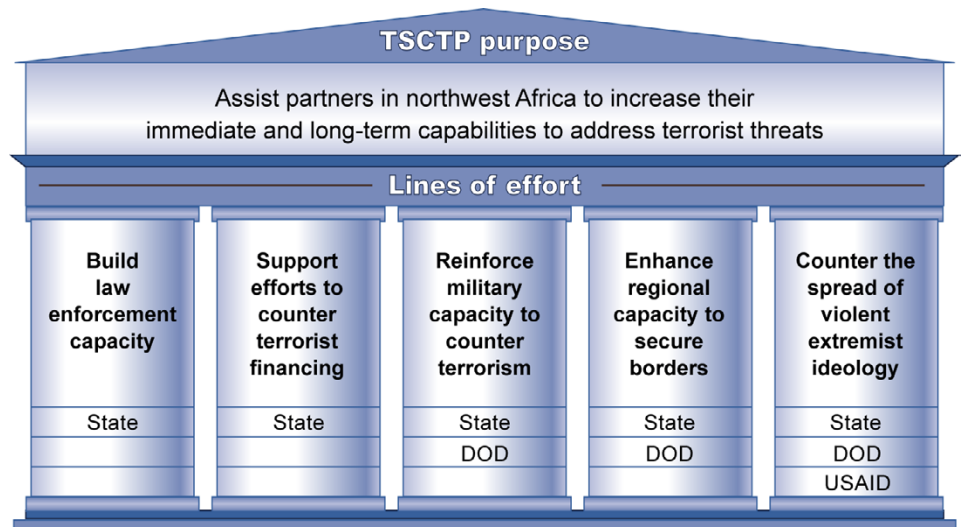 TSCTP purpose
Assist partners in northwest Africa to increase their
immediate and long-term capabilities to address terrorist threats
Lines of effort
Build
law
enforcement
capacity
State
Support
efforts to
counter
terrorist
financing
State
Reinforce
military
capacity to
counter
terrorism
State
DOD
Enhance
regional
capacity to
secure
borders
State
DOD
Counter the
spread of
violent
extremist
ideology
State
DOD
USAID